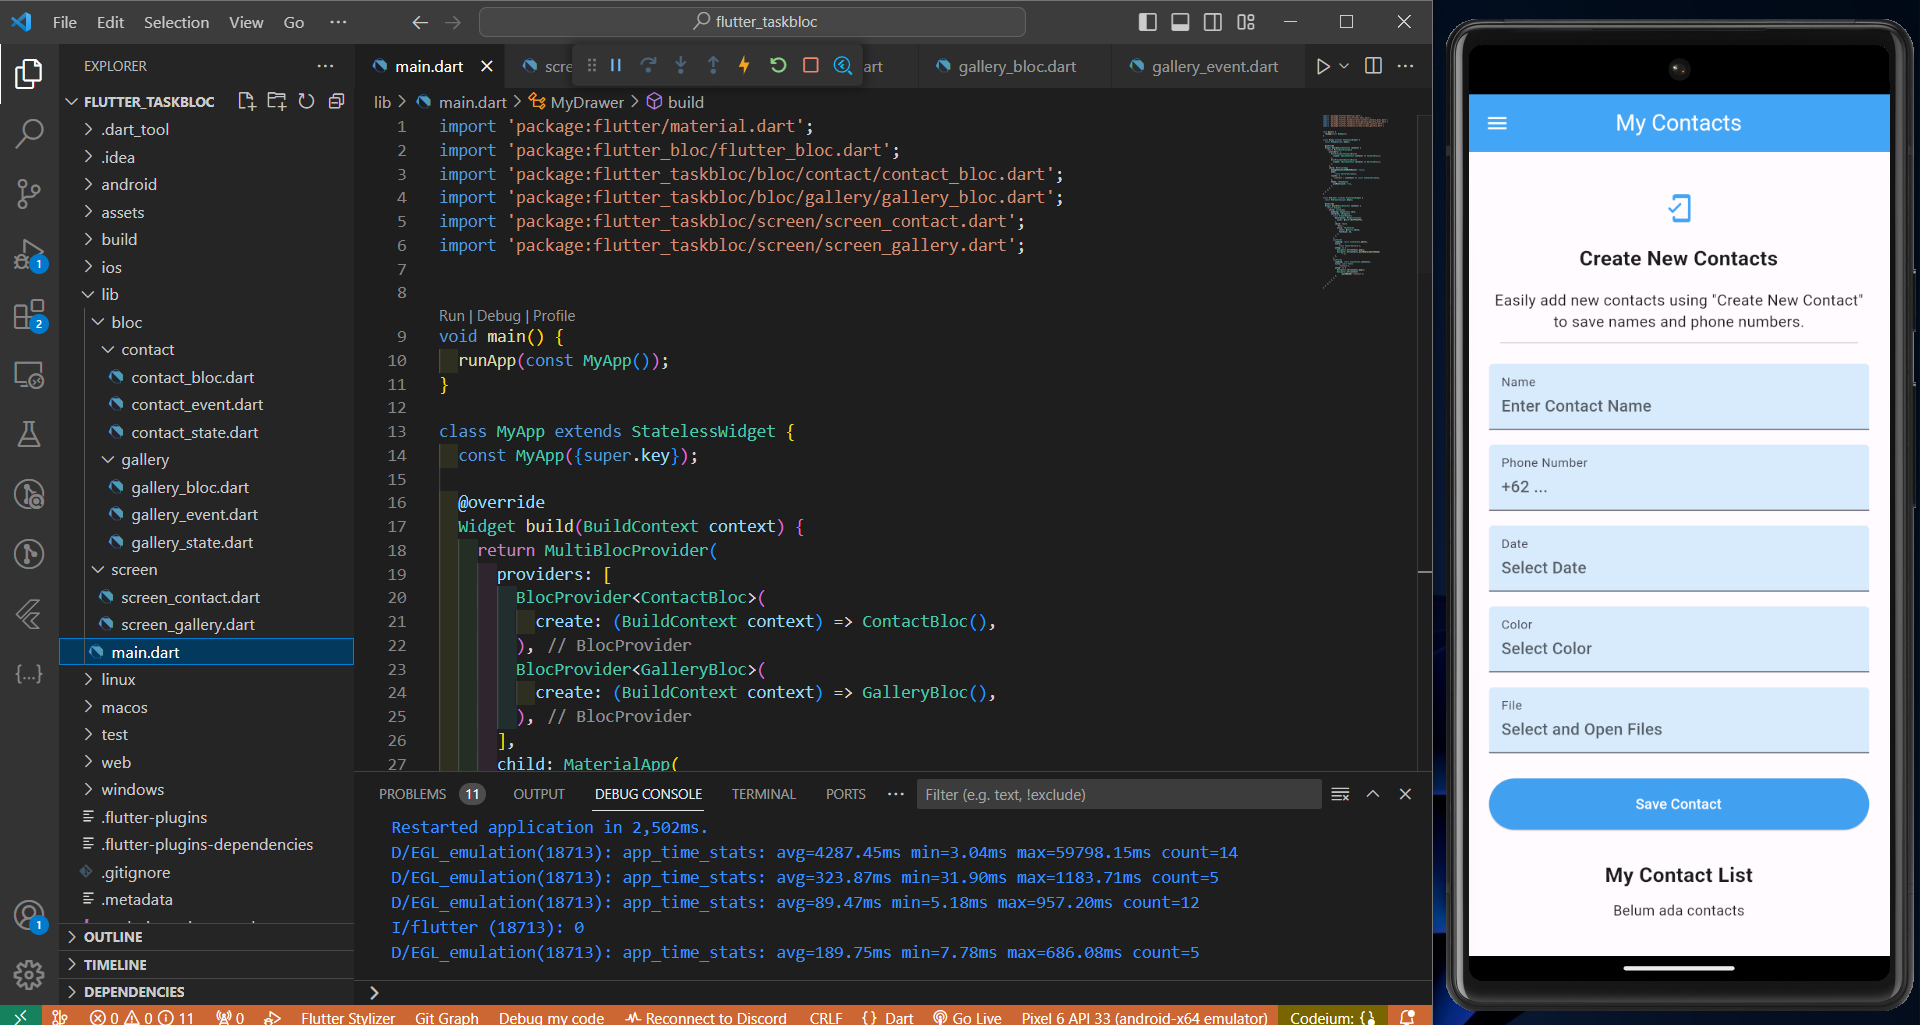 File Edit Selection View Go ···
flutter_taskbloc
EXPLORER
FLUTTER_TASKBLOC
.dart_tool
.idea
android
assets
build
ios
lib
bloc
contact
contact_bloc.dart
contact_event.dart
contact_state.dart
gallery
gallery_bloc.dart
gallery_event.dart
gallery_state.dart
screen
screen_contact.dart
screen_gallery.dart
main.dart
linux
macos
test
web
windows
.flutter-plugins
.flutter-plugins-dependencies
.gitignore
.metadata
OUTLINE
TIMELINE
DEPENDENCIES
1
2
1
main.dart
scre
art
gallery_bloc.dart
gallery_event.dart
lib > main.dart > MyDrawer > build
1 import 'package:flutter/material.dart';
2 import 'package:flutter_bloc/flutter_bloc.dart';
3 import 'package:flutter_taskbloc/bloc/contact/contact_bloc.dart';
4 import 'package:flutter_taskbloc/bloc/gallery/gallery_bloc.dart';
5 import 'package:flutter_taskbloc/screen/screen_contact.dart';
6 import 'package:flutter_taskbloc/screen/screen_gallery.dart';
7
8
Run | Debug | Profile
9 void main() {
10 runApp(const MyApp());
11 }
12
13 class MyApp extends StatelessWidget {
14 const MyApp({super.key});
15
16 @override
17 Widget build(BuildContext context) {
18 return MultiBlocProvider(
19 providers: [
20 BlocProvider<ContactBloc>(
21 create: (BuildContext context) => ContactBloc(),
22 ), // BlocProvider
23 BlocProvider<GalleryBloc>(
24 create: (BuildContext context) => GalleryBloc(),
25 ), // BlocProvider
26 ],
27 child: MaterialApp(
PROBLEMS 11 OUTPUT DEBUG CONSOLE TERMINAL PORTS ··· Filter (e.g. text, !exclude)
Restarted application in 2,502ms.
D/EGL_emulation(18713): app_time_stats: avg=4287.45ms min=3.04ms max=59798.15ms count=14
D/EGL_emulation(18713): app_time_stats: avg=323.87ms min=31.90ms max=1183.71ms count=5
D/EGL_emulation(18713): app_time_stats: avg=89.47ms min=5.18ms max=957.20ms count=12
I/flutter (18713): 0
D/EGL_emulation(18713): app_time_stats: avg=189.75ms min=7.78ms max=686.08ms count=5
>
0 0 11 0 Flutter Stylizer Git Graph Debug my code Reconnect to Discord CRLF {} Dart Go Live Pixel 6 API 33 (android-x64 emulator) Codeium: {}
My Contacts
Create New Contacts
Easily add new contacts using "Create New Contact"
to save names and phone numbers.
Name
Enter Contact Name
Phone Number
+62 ...
Date
Select Date
Color
Select Color
File
Select and Open Files
Save Contact
My Contact List
Belum ada contacts